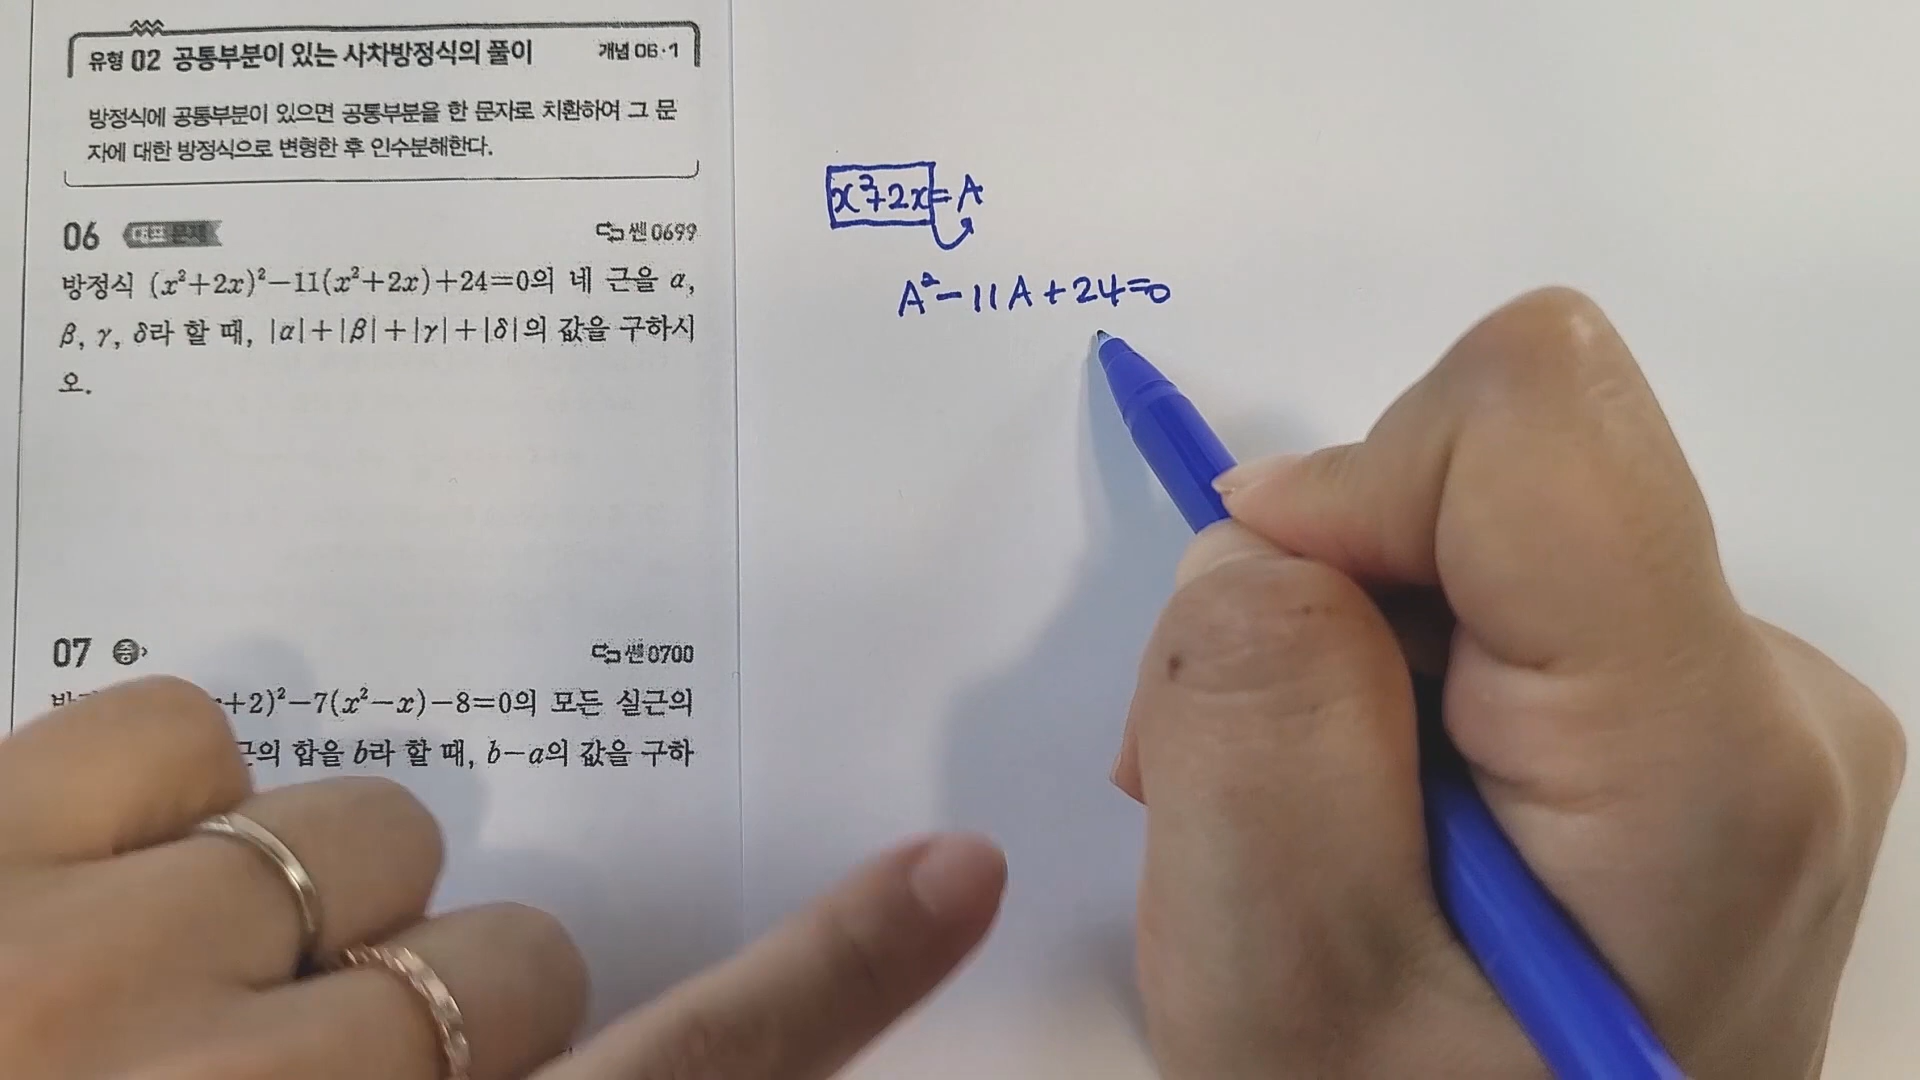 유형 02 공통부분이 있는 사차방정식의 풀이 개념 06·1
방정식에 공통부분이 있으면 공통부분을 한 문자로 치환하여 그 문
자에 대한 방정식으로 변형한 후 인수분해한다.
06 대표 문제 쎈 0699
방정식 (x²+2x)²-11(x²+2x)+24=0의 네 근을 α,
β, γ, δ라 할 때, |α|+|β|+|γ|+|δ|의 값을 구하시
오.
07 중 쎈 0700
+2)²-7(x²-x)-8=0의 모든 실근의
근의 합을 b라 할 때, b-a의 값을 구하
x²+2x=A
A²-11A+24=0